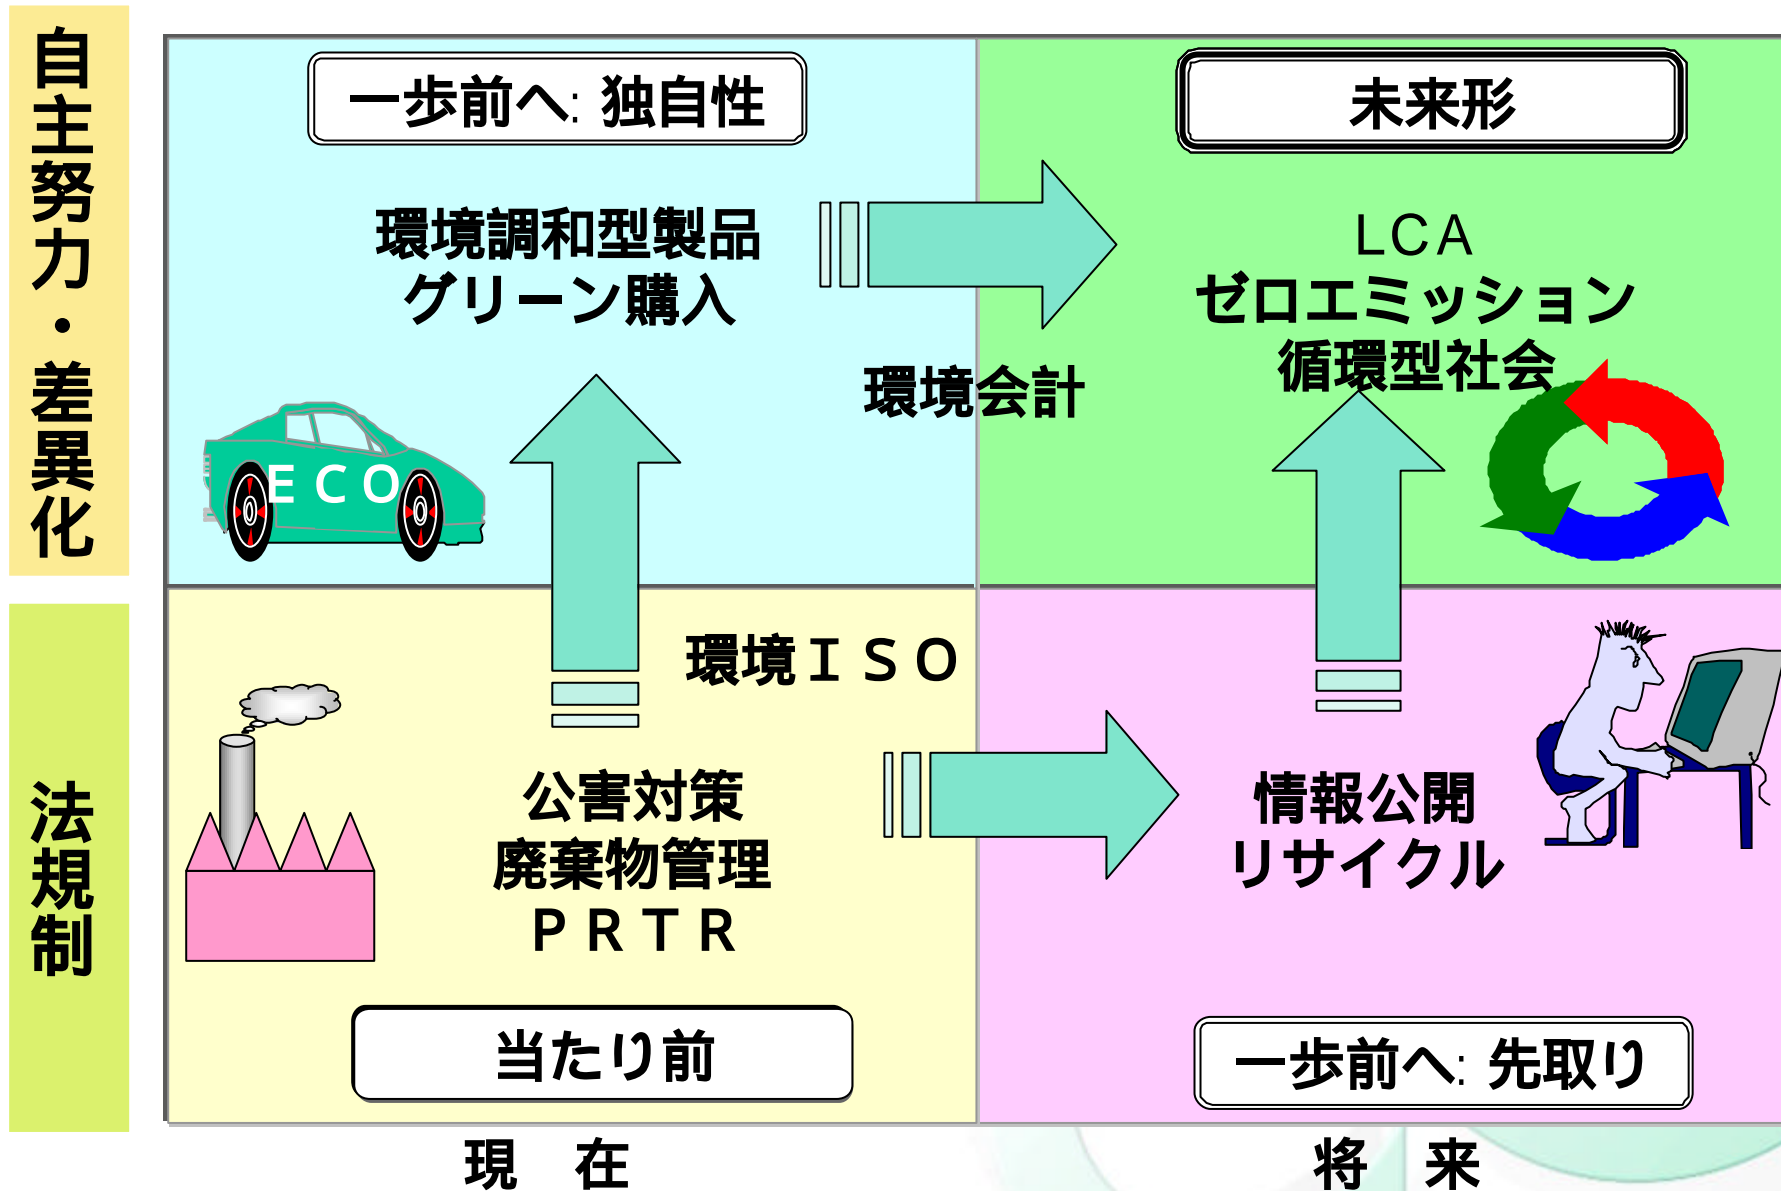 自主努力・差異化
一歩前へ: 独自性
未来形
環境調和型製品
グリーン購入
LCA
ゼロエミッション
循環型社会
環境会計
ECO
法規制
環境ＩＳＯ
公害対策
廃棄物管理
ＰＲＴＲ
情報公開
リサイクル
当たり前
一歩前へ: 先取り
現　在
将　来